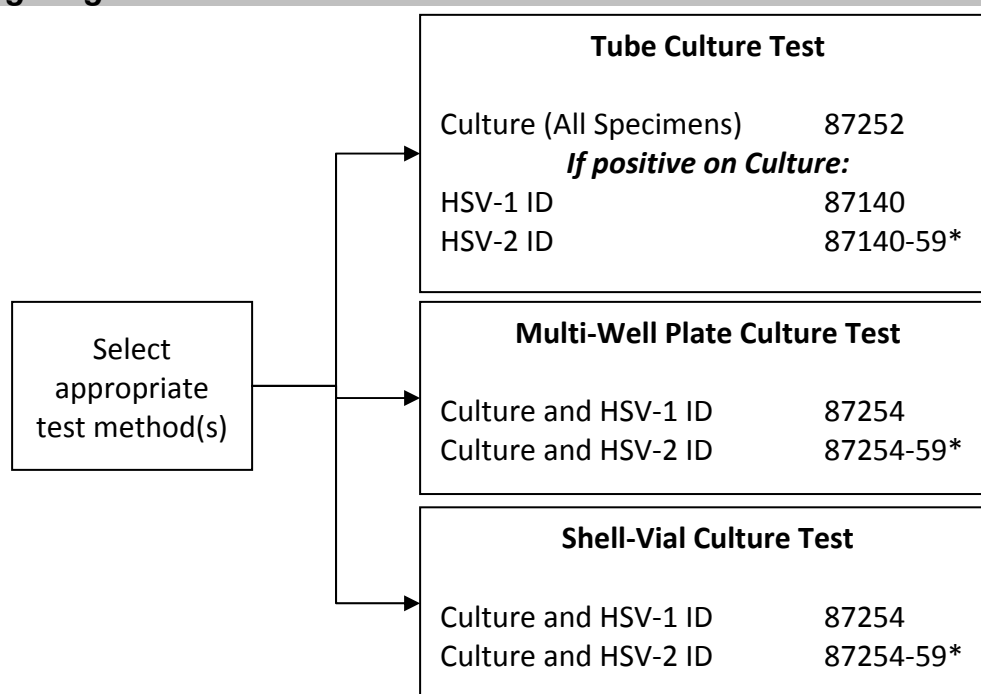 Tube Culture Test
Culture (All Specimens) 87252
If positive on Culture:
HSV-1 ID 87140
HSV-2 ID 87140-59*
Select
appropriate
test method(s)
Multi-Well Plate Culture Test
Culture and HSV-1 ID 87254
Culture and HSV-2 ID 87254-59*
Shell-Vial Culture Test
Culture and HSV-1 ID 87254
Culture and HSV-2 ID 87254-59*